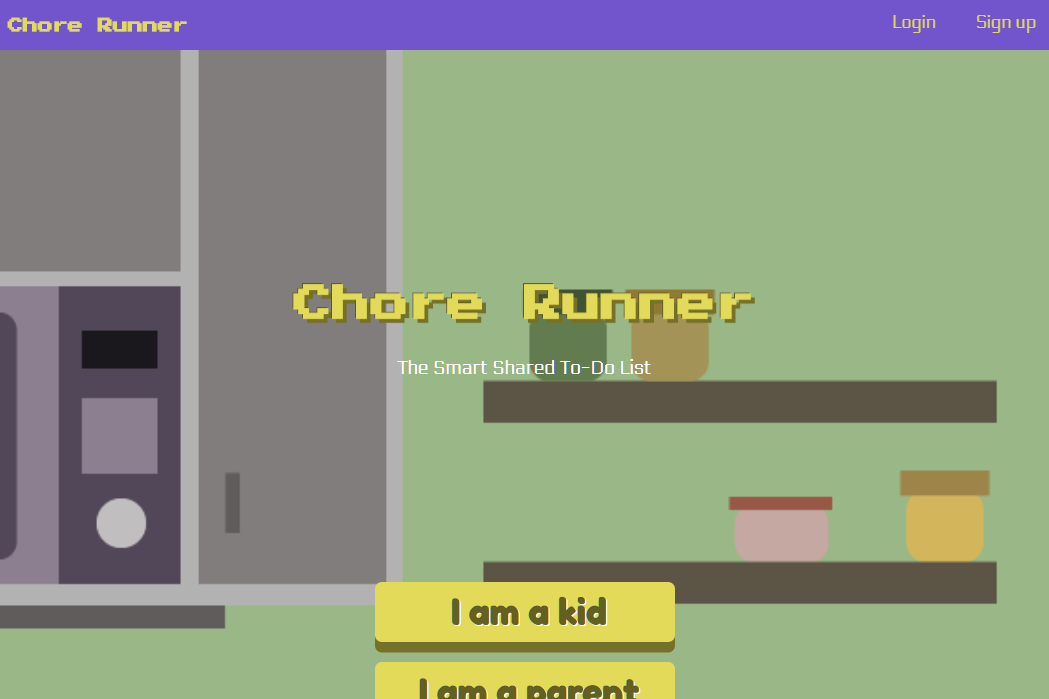 Chore Runner
Login
Sign up
Chore Runner
The Smart Shared To-Do List
I am a kid
I am a parent